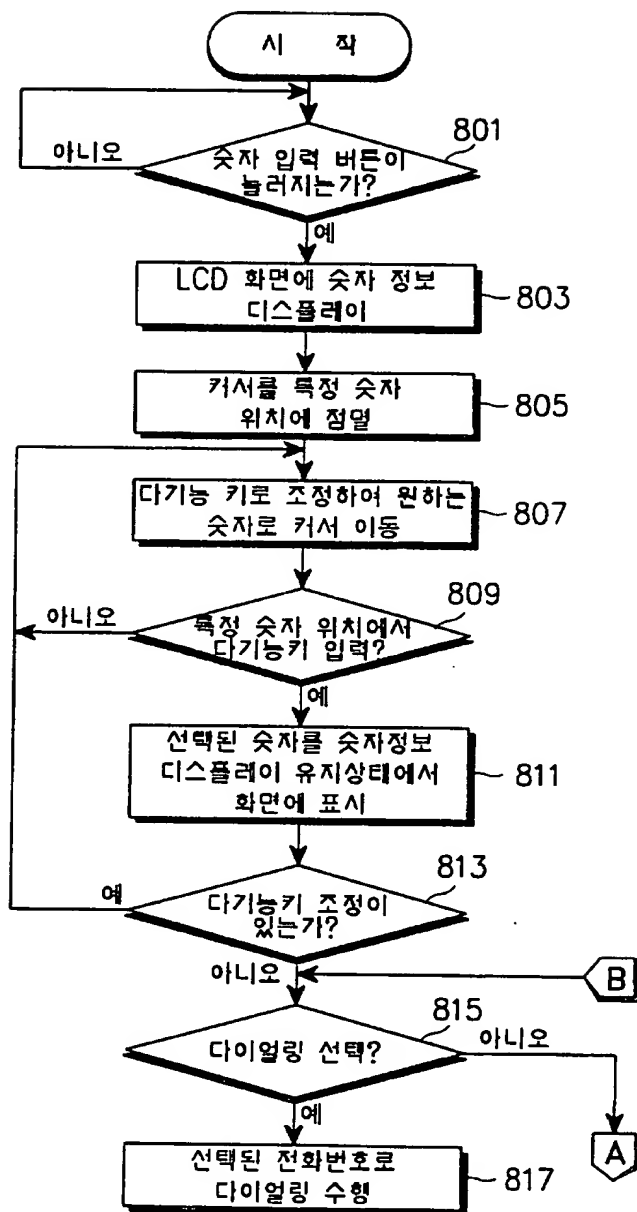 시 작
801
아니오
숫자 입력 버튼이
눌러지는가?
예
LCD 화면에 숫자 정보
디스플레이
803
커서를 특정 숫자
위치에 점멸
805
다기능 키로 조정하여 원하는
숫자로 커서 이동
807
809
아니오
특정 숫자 위치에서
다기능키 입력?
예
선택된 숫자를 숫자정보
디스플레이 유지상태에서
화면에 표시
811
813
예
다기능키 조정이
있는가?
아니오
B
815
다이얼링 선택?
아니오
예
A
선택된 전화번호로
다이얼링 수행
817